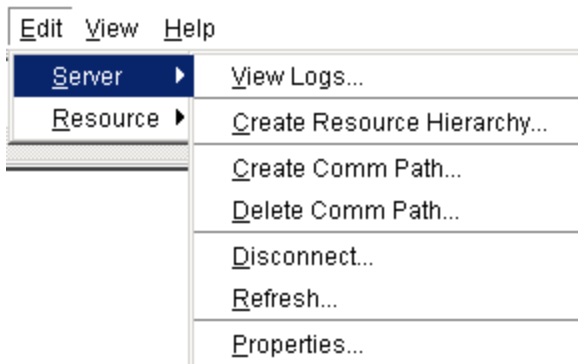 Edit View Help
Server
Resource
View Logs...
Create Resource Hierarchy...
Create Comm Path...
Delete Comm Path...
Disconnect...
Refresh...
Properties...